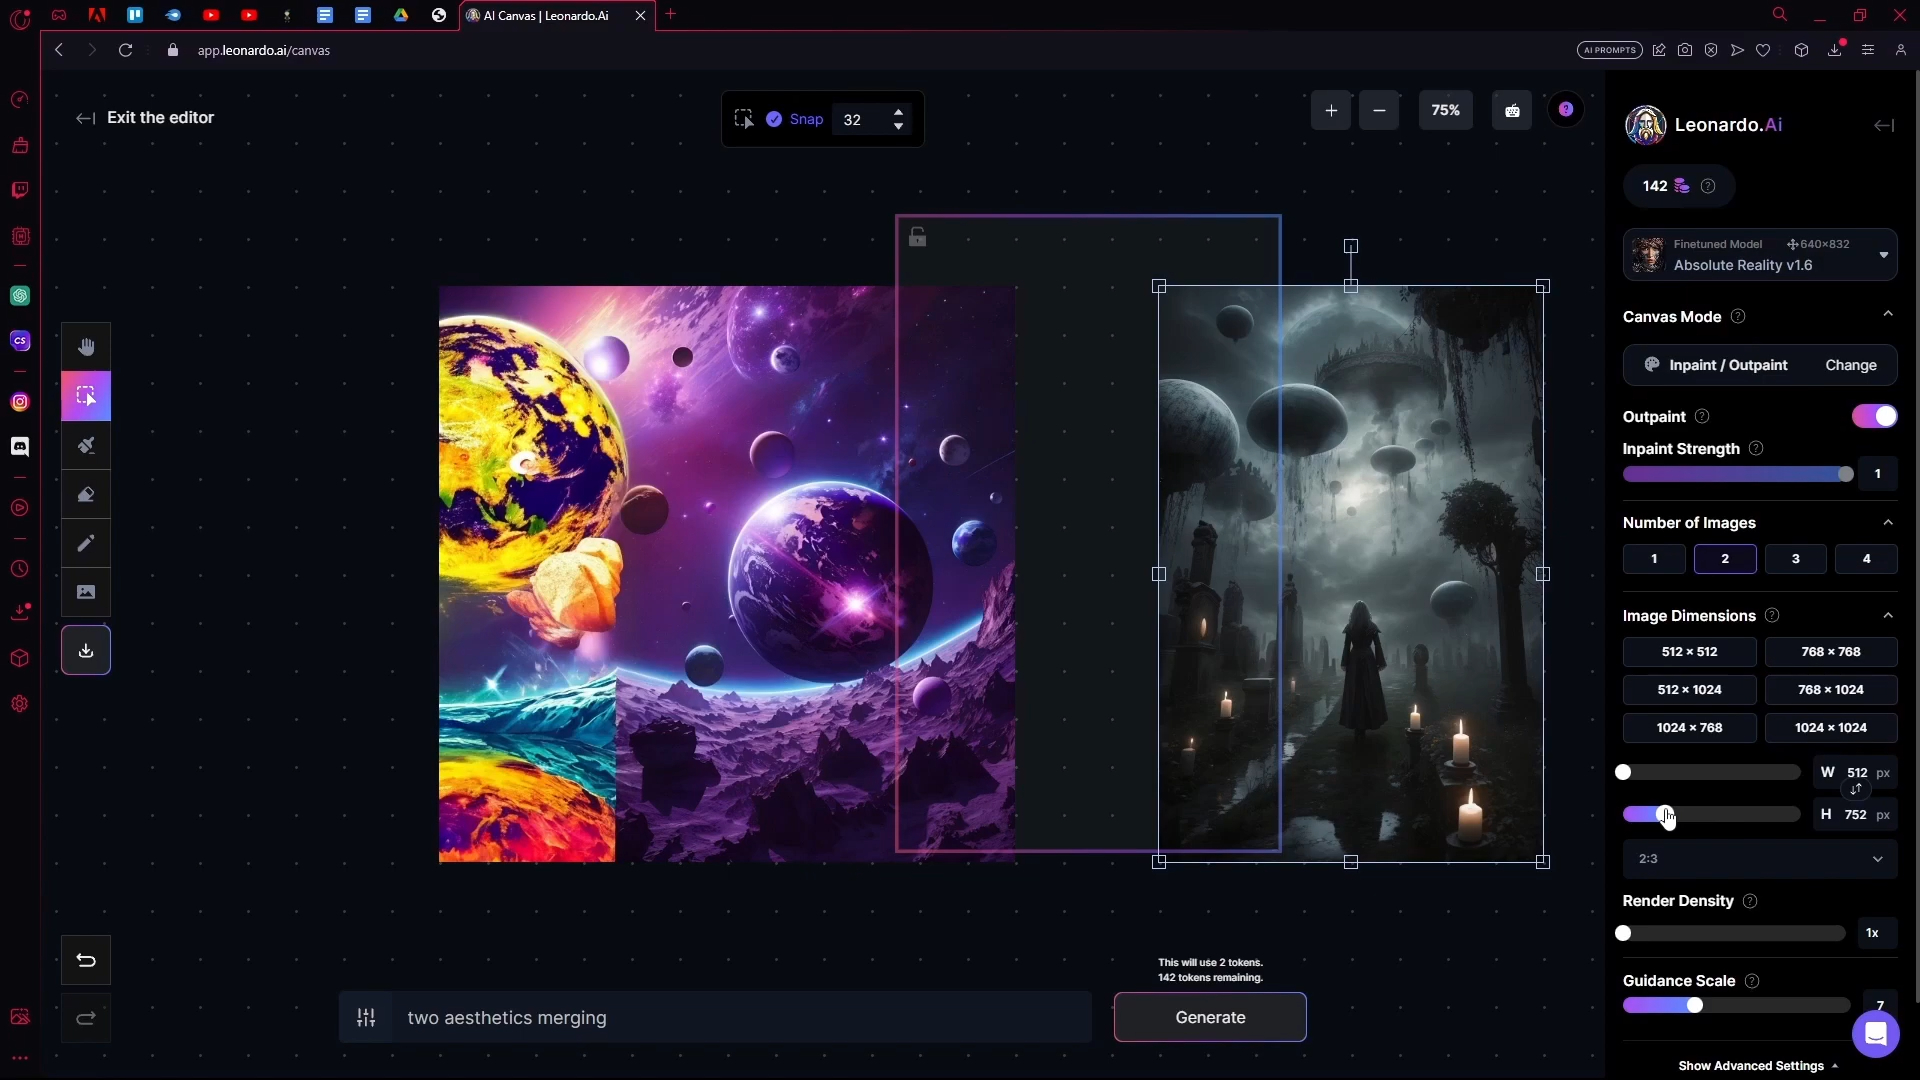 AI Canvas | Leonardo.Ai
app.leonardo.ai/canvas
AI PROMPTS
Exit the editor
Snap 32
75%
Leonardo.Ai
142
Finetuned Model 640×832
Absolute Reality v1.6
Canvas Mode
Inpaint / Outpaint Change
Outpaint
Inpaint Strength
1
Number of Images
1 2 3 4
Image Dimensions
512 × 512 768 × 768
512 × 1024 768 × 1024
1024 × 768 1024 × 1024
W 512 px
H 752 px
2:3
Render Density
1x
Guidance Scale
7
Show Advanced Settings
This will use 2 tokens.
142 tokens remaining.
two aesthetics merging
Generate
CS